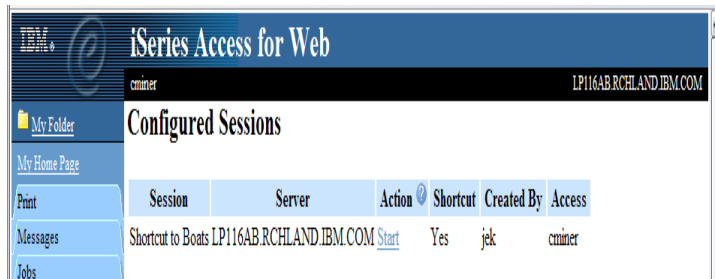 IBM®
iSeries Access for Web
cminer LP116AB.RCHLAND.IBM.COM
My Folder
Configured Sessions
My Home Page
Print
Session Server Action ? Shortcut Created By Access
Messages
Shortcut to Boats LP116AB.RCHLAND.IBM.COM Start Yes jek cminer
Jobs